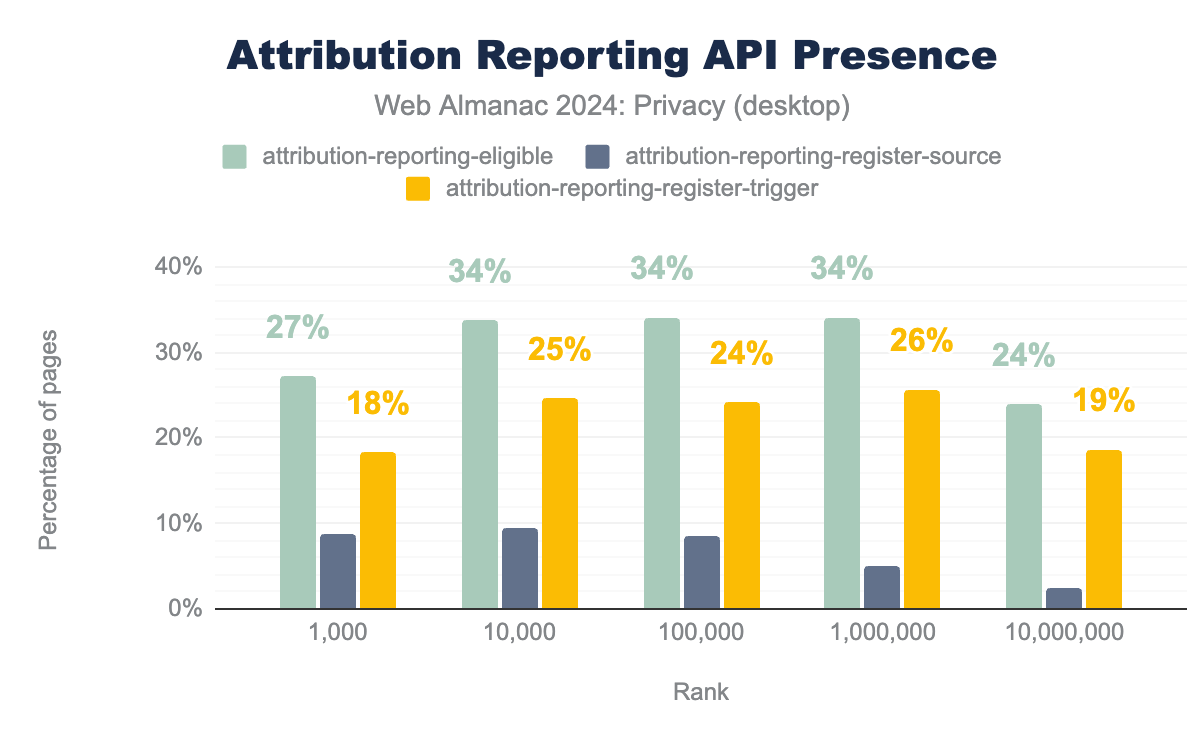 Attribution Reporting API Presence
Web Almanac 2024: Privacy (desktop)
attribution-reporting-eligible
attribution-reporting-register-source
attribution-reporting-register-trigger
Percentage of pages
40%
30%
20%
10%
0%
27%
18%
34%
25%
34%
24%
34%
26%
24%
19%
1,000
10,000
100,000
1,000,000
10,000,000
Rank